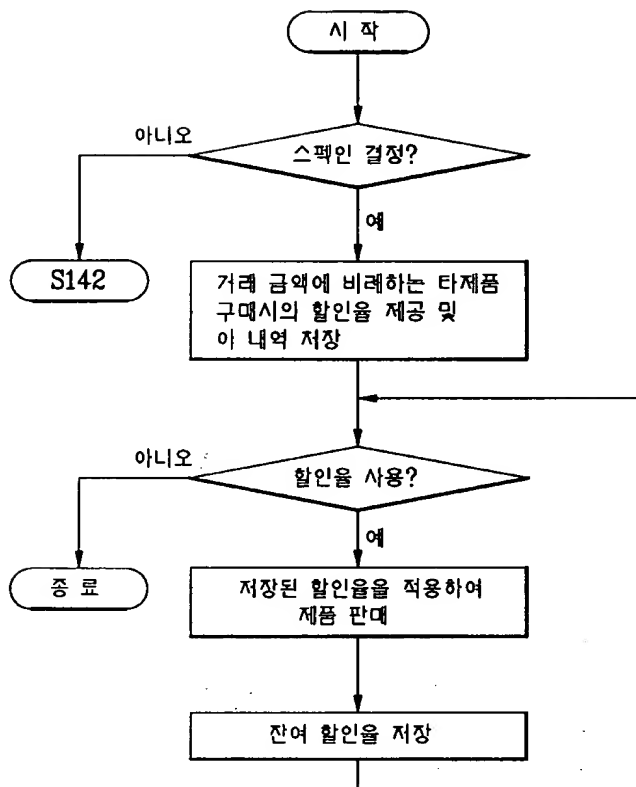 시 작
아니오
스펙인 결정?
예
S142
거래 금액에 비례하는 타제품
구매시의 할인율 제공 및
이 내역 저장
아니오
할인율 사용?
예
종 료
저장된 할인율을 적용하여
제품 판매
잔여 할인율 저장